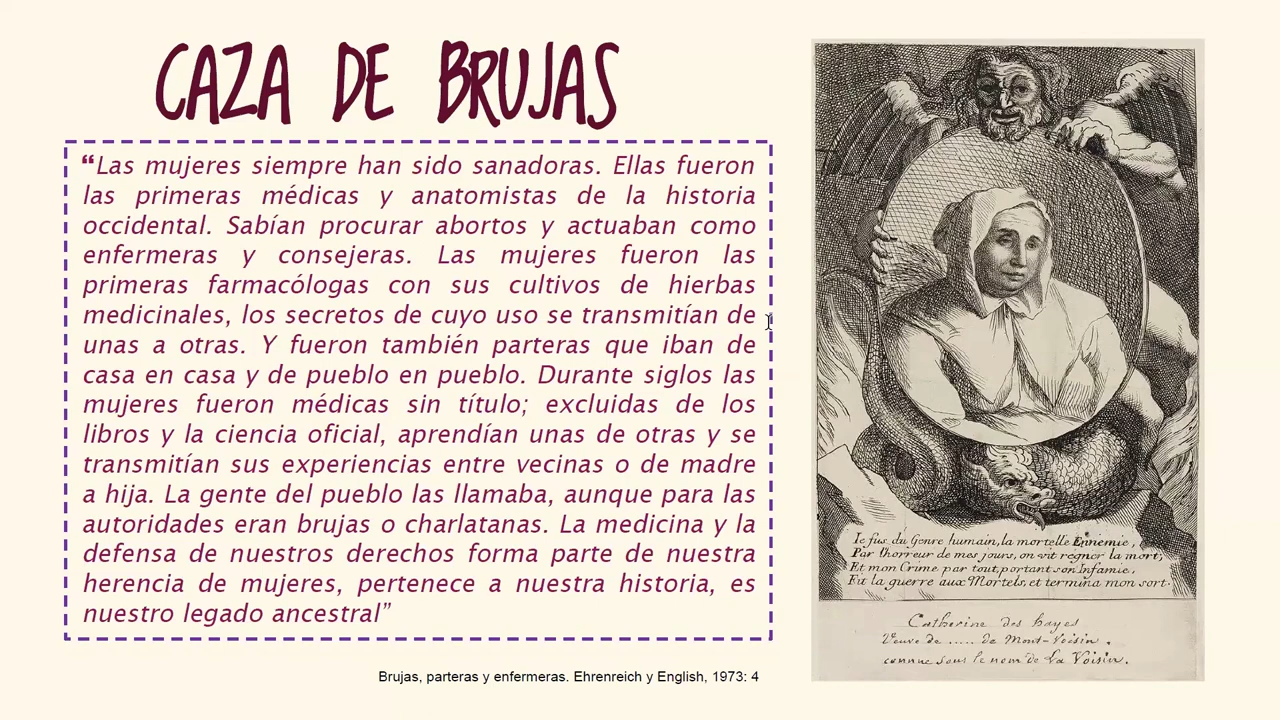 CAZA DE BRUJAS
“Las mujeres siempre han sido sanadoras. Ellas fueron
las primeras médicas y anatomistas de la historia
occidental. Sabían procurar abortos y actuaban como
enfermeras y consejeras. Las mujeres fueron las
primeras farmacólogas con sus cultivos de hierbas
medicinales, los secretos de cuyo uso se transmitían de
unas a otras. Y fueron también parteras que iban de
casa en casa y de pueblo en pueblo. Durante siglos las
mujeres fueron médicas sin título; excluidas de los
libros y la ciencia oficial, aprendían unas de otras y se
transmitían sus experiencias entre vecinas o de madre
a hija. La gente del pueblo las llamaba, aunque para las
autoridades eran brujas o charlatanas. La medicina y la
defensa de nuestros derechos forma parte de nuestra
herencia de mujeres, pertenece a nuestra historia, es
nuestro legado ancestral”
Brujas, parteras y enfermeras. Ehrenreich y English, 1973: 4
Ie fus du Genre humain, la mortelle Ennemie,
Par l'horreur de mes jours, on vit regner la mort;
Et mon Crime par tout, portant son Infamie,
Fit la guerre aux Mortels, et termina mon sort.
Catherine des hayes
Veuve de ..... de Mont-Voisin.
connue sous le nom de La Voisin.